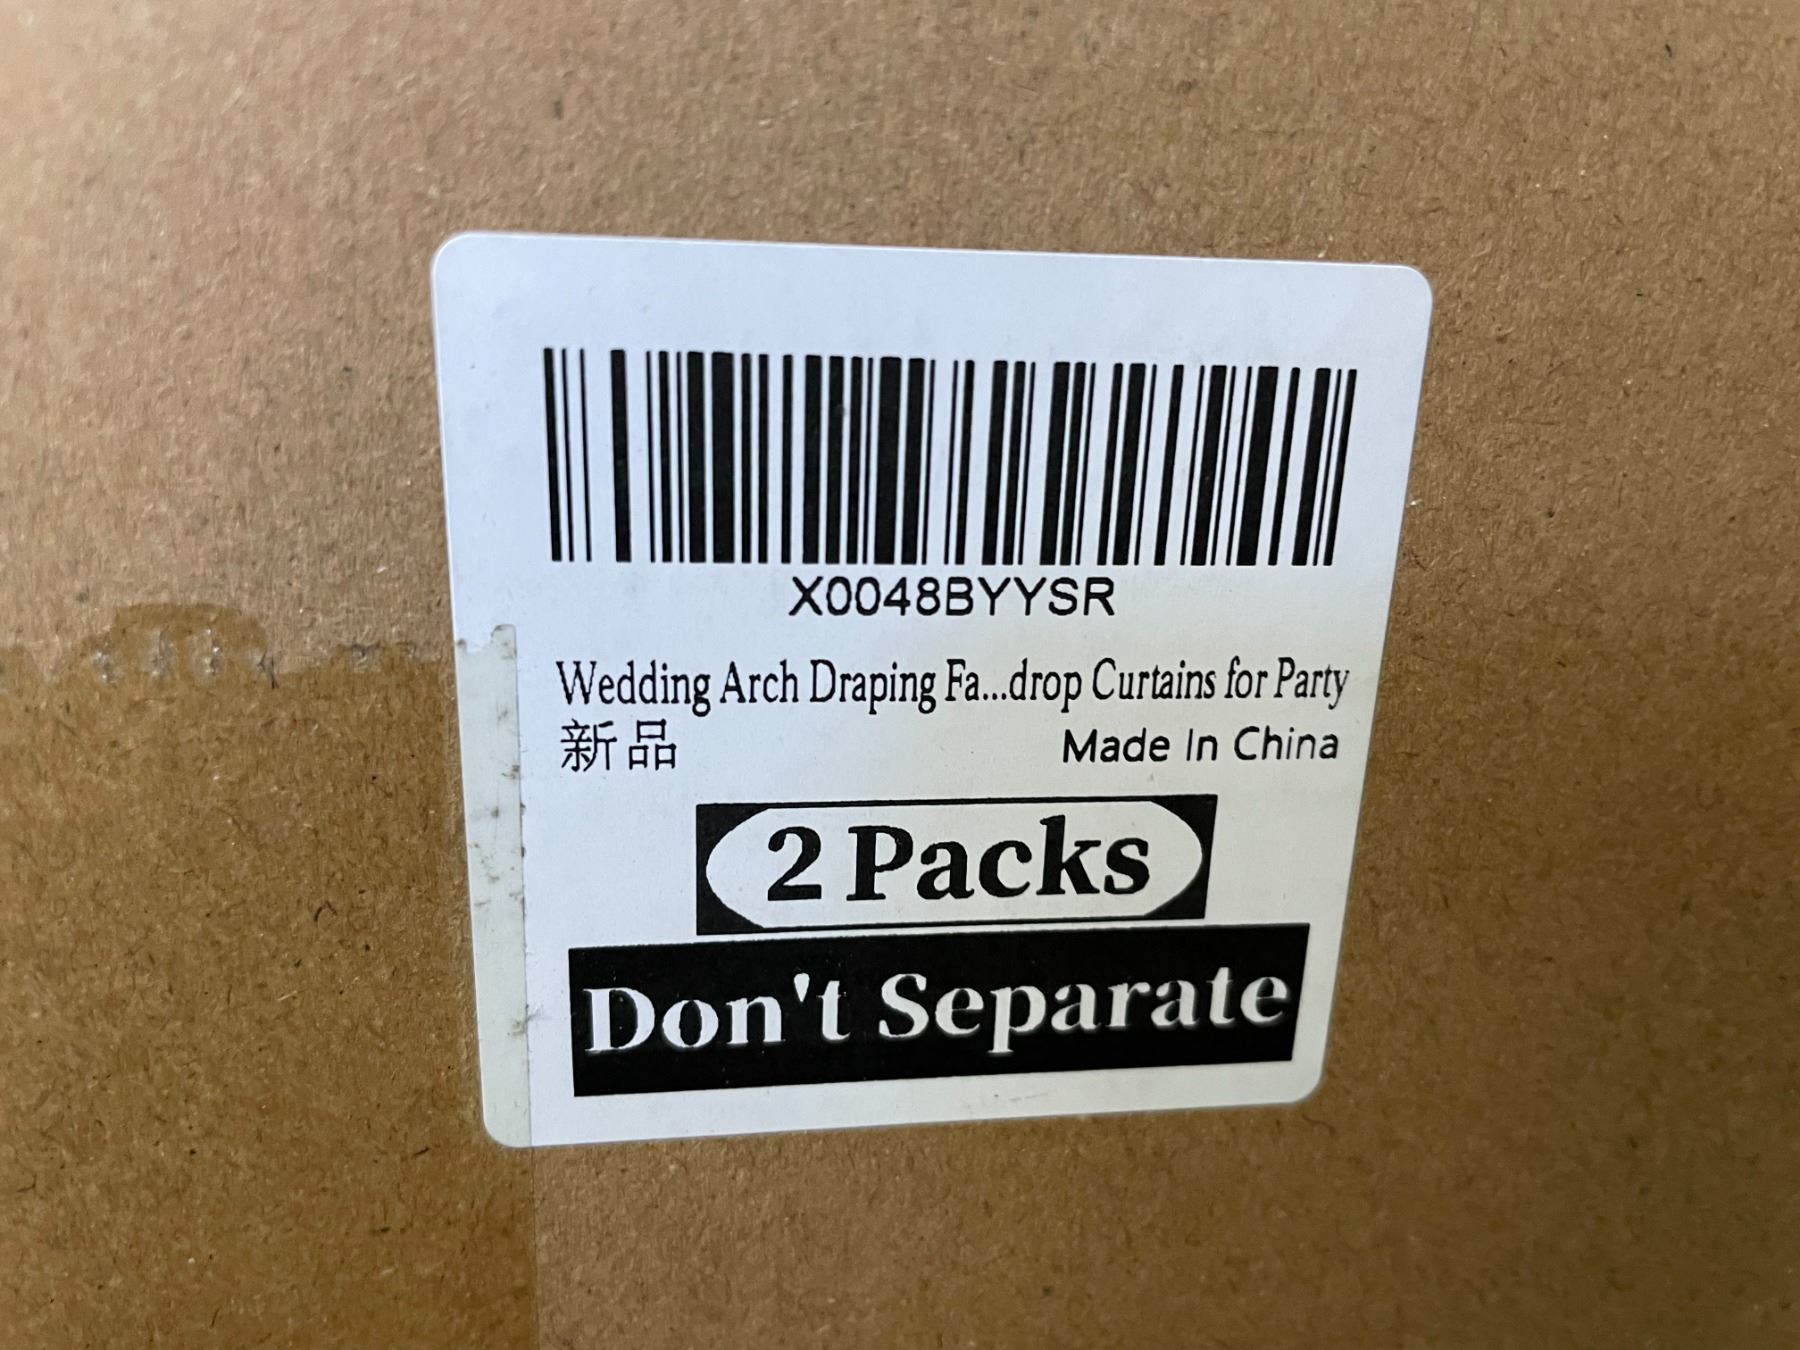 X0048BYYSR
Wedding Arch Draping Fa...drop Curtains for Party
新品 Made In China
2 Packs
Don't Separate